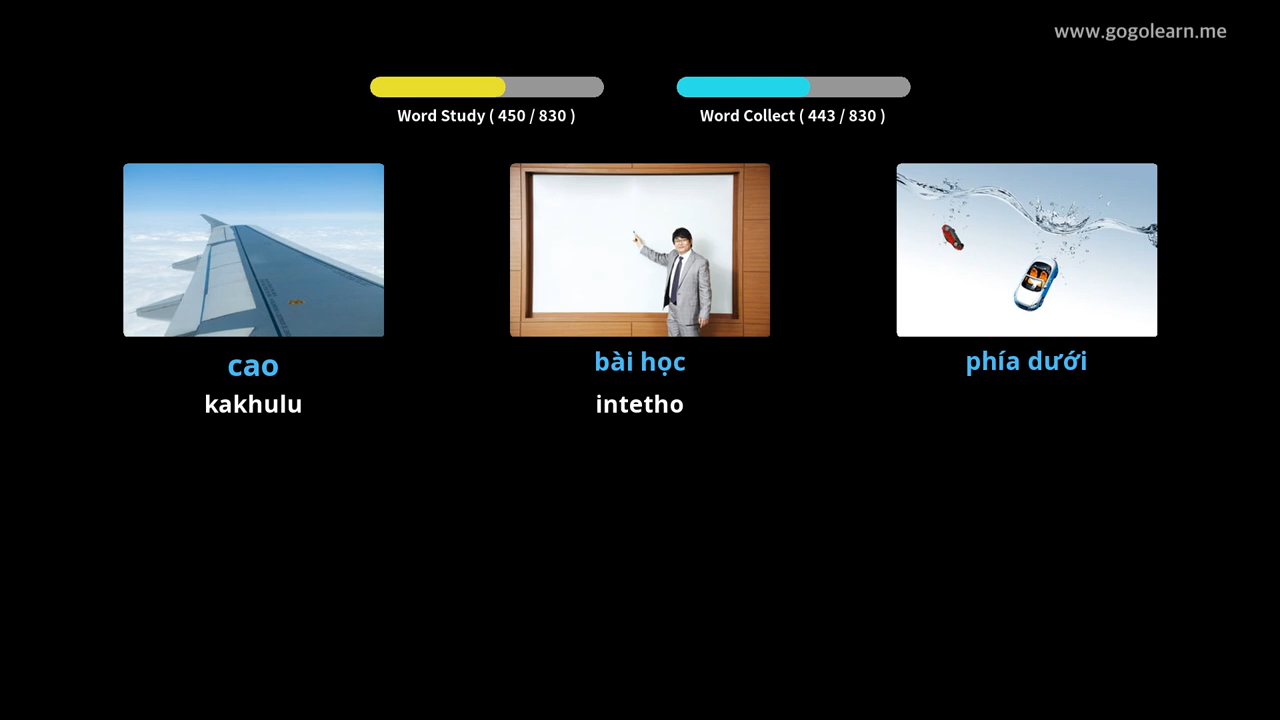 www.gogolearn.me
Word Study ( 450 / 830 )
Word Collect ( 443 / 830 )
cao
bài học
phía dưới
kakhulu
intetho